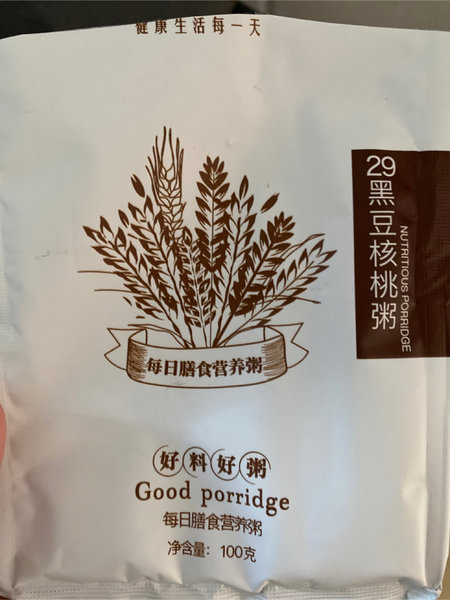 健康生活每一天
29黑豆核桃粥
NUTRITIOUS PORRIDGE
每日膳食营养粥
好料好粥
Good porridge
每日膳食营养粥
净含量：100克